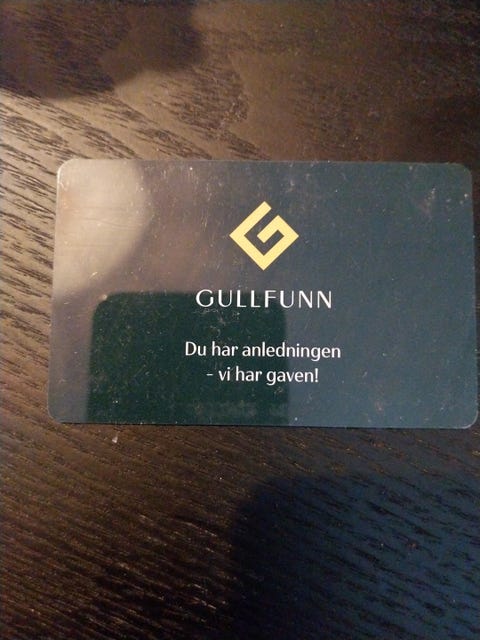 GULLFUNN
Du har anledningen
- vi har gaven!